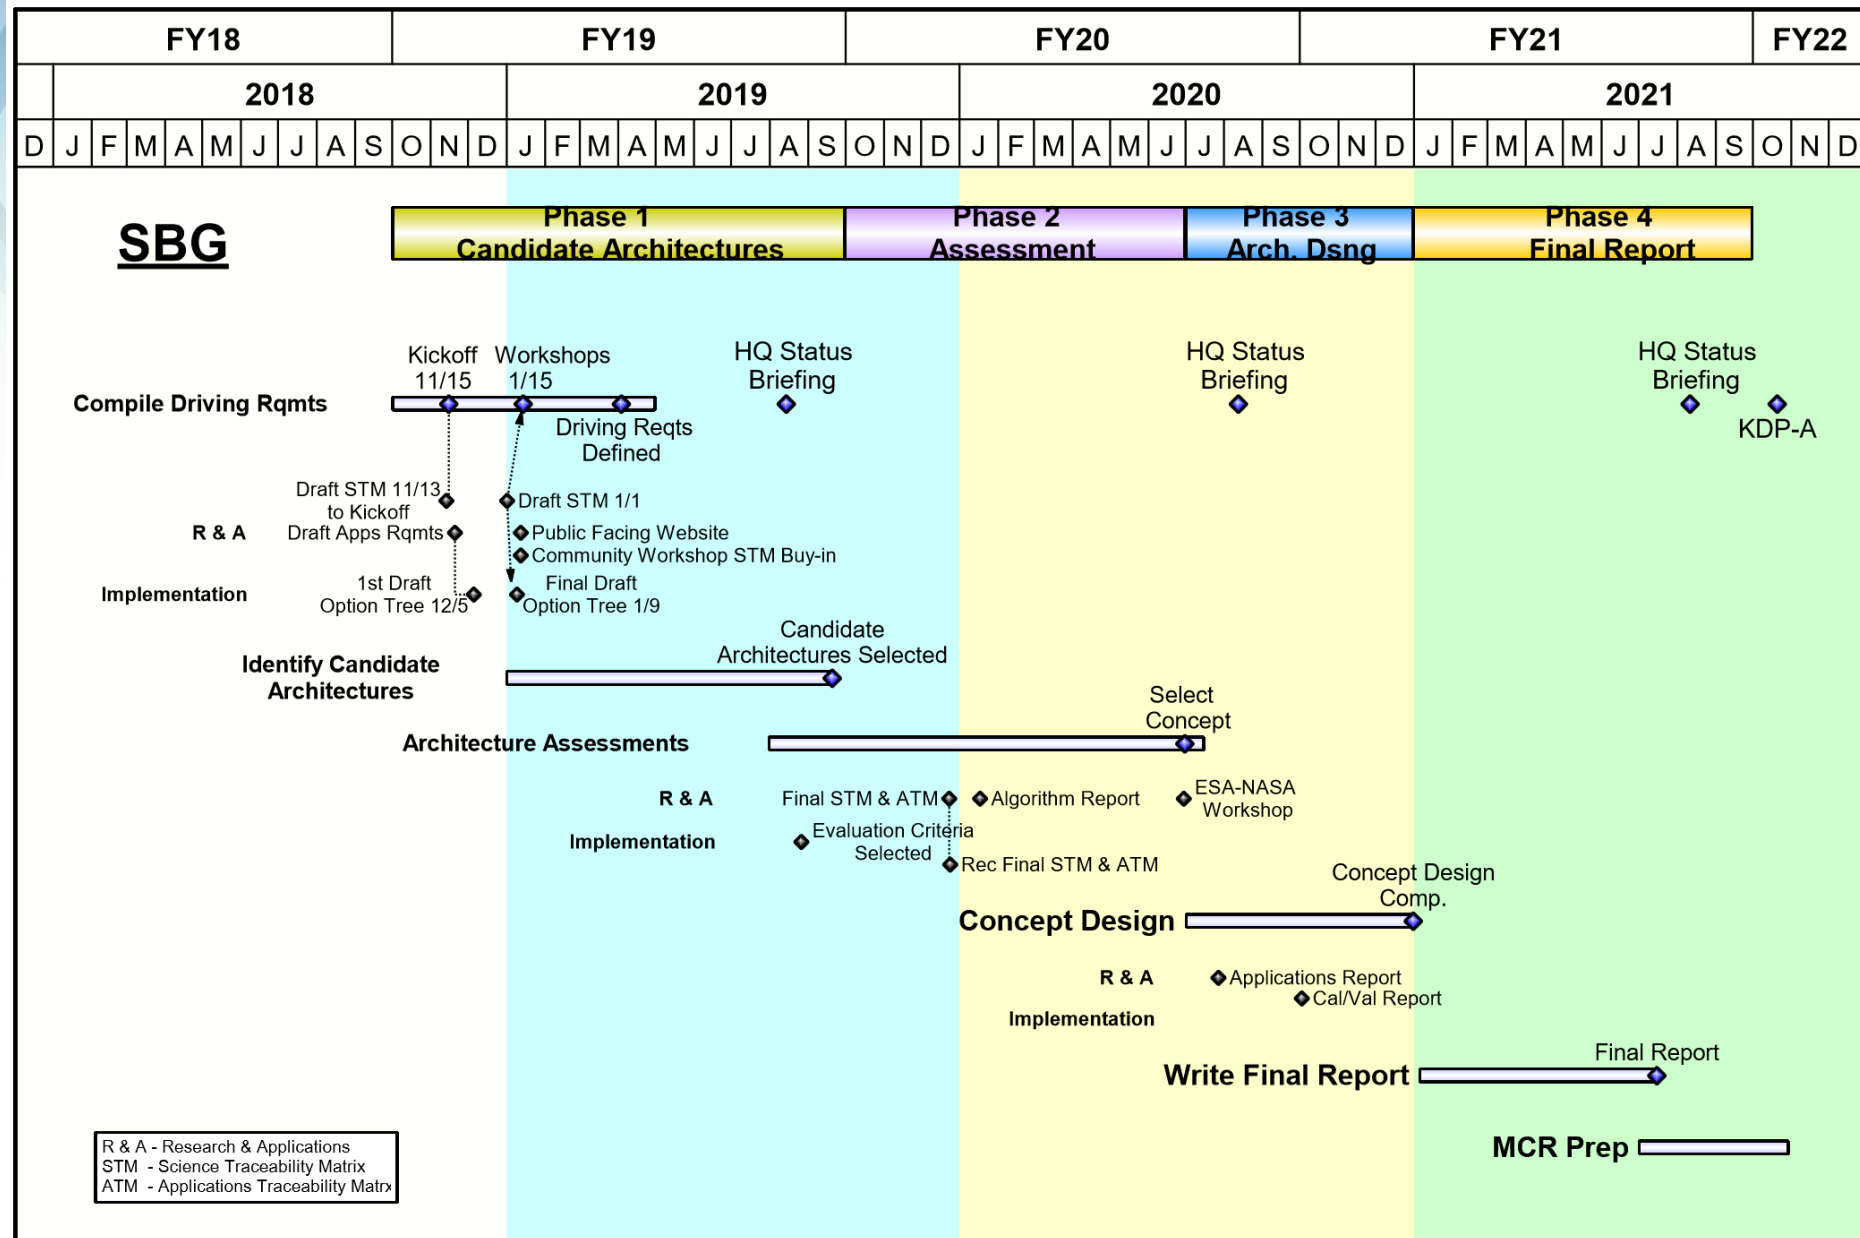 FY18 FY19 FY20 FY21 FY22
2018 2019 2020 2021
D J F M A M J J A S O N D J F M A M J J A S O N D J F M A M J J A S O N D J F M A M J J A S O N D
SBG
Phase 1
Candidate Architectures
Phase 2
Assessment
Phase 3
Arch. Dsng
Phase 4
Final Report
Kickoff
11/15
Workshops
1/15
HQ Status
Briefing
HQ Status
Briefing
HQ Status
Briefing
Compile Driving Rqmts
Driving Reqts
Defined
KDP-A
Draft STM 11/13
to Kickoff
Draft STM 1/1
R & A
Draft Apps Rqmts
Public Facing Website
Community Workshop STM Buy-in
Implementation
1st Draft
Option Tree 12/5
Final Draft
Option Tree 1/9
Candidate
Architectures Selected
Identify Candidate
Architectures
Select
Concept
Architecture Assessments
R & A
Final STM & ATM
Algorithm Report
ESA-NASA
Workshop
Implementation
Evaluation Criteria
Selected
Rec Final STM & ATM
Concept Design
Comp.
Concept Design
R & A
Applications Report
Cal/Val Report
Implementation
Final Report
Write Final Report
MCR Prep
R & A - Research & Applications
STM - Science Traceability Matrix
ATM - Applications Traceability Matrx